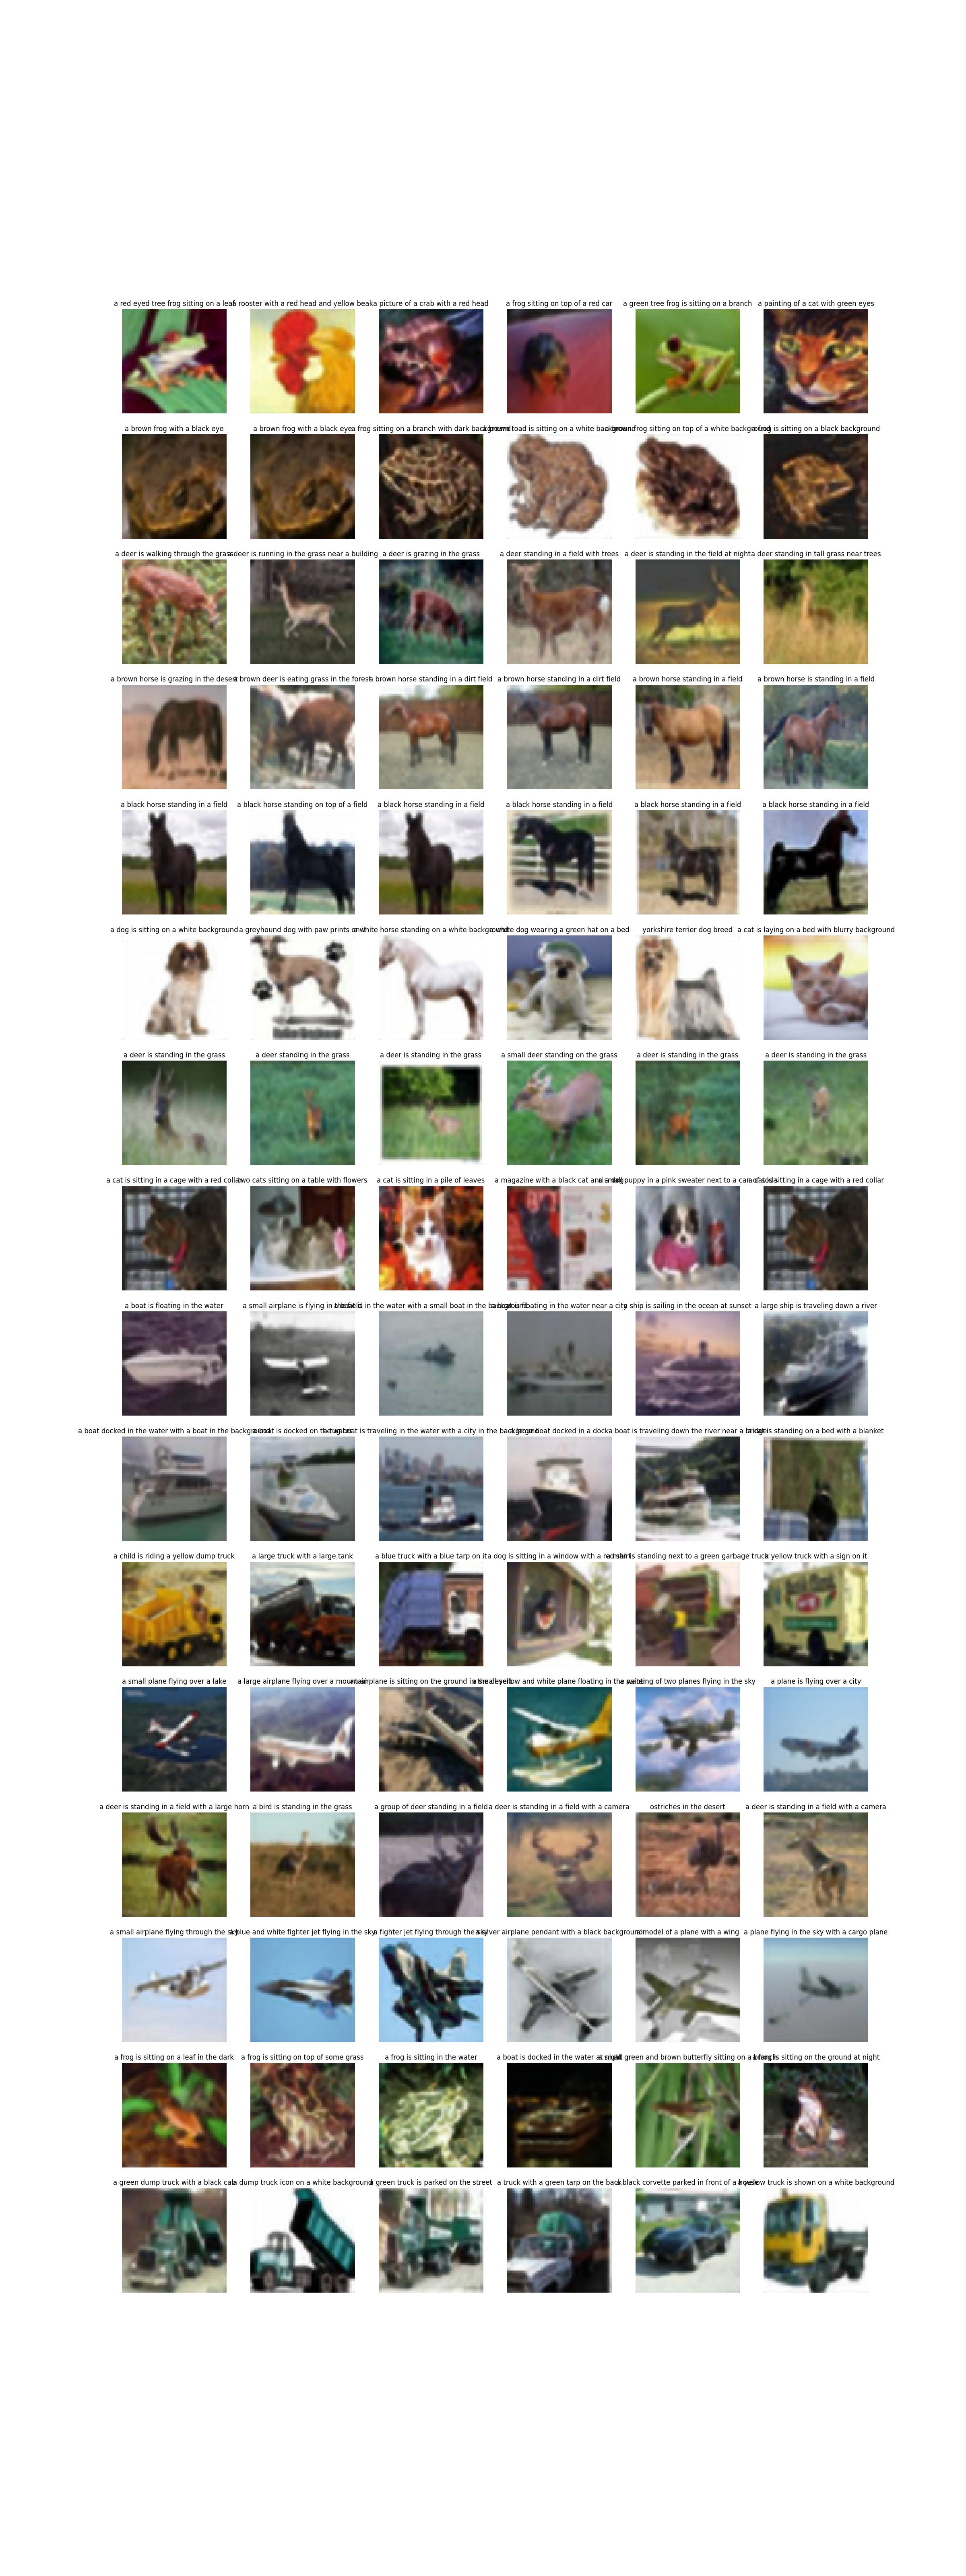 a red eyed tree frog sitting on a leaf a rooster with a red head and yellow beak a picture of a crab with a red head a frog sitting on top of a red car a green tree frog is sitting on a branch a painting of a cat with green eyes
a brown frog with a black eye a brown frog with a black eye a frog sitting on a branch with dark background a brown toad is sitting on a white background a brown frog sitting on top of a white background a frog is sitting on a black background
a deer is walking through the grass a deer is running in the grass near a building a deer is grazing in the grass a deer standing in a field with trees a deer is standing in the field at night a deer standing in tall grass near trees
a brown horse is grazing in the desert a brown deer is eating grass in the forest a brown horse standing in a dirt field a brown horse standing in a dirt field a brown horse standing in a field a brown horse is standing in a field
a black horse standing in a field a black horse standing on top of a field a black horse standing in a field a black horse standing in a field a black horse standing in a field a black horse standing in a field
a dog is sitting on a white background a greyhound dog with paw prints on it a white horse standing on a white background a white dog wearing a green hat on a bed yorkshire terrier dog breed a cat is laying on a bed with blurry background
a deer is standing in the grass a deer standing in the grass a deer is standing in the grass a small deer standing on the grass a deer is standing in the grass a deer is standing in the grass
a cat is sitting in a cage with a red collar two cats sitting on a table with flowers a cat is sitting in a pile of leaves a magazine with a black cat and a dog a small puppy in a pink sweater next to a can of soda a cat is sitting in a cage with a red collar
a boat is floating in the water a small airplane is flying in the field a boat is in the water with a small boat in the background a boat is floating in the water near a city a ship is sailing in the ocean at sunset a large ship is traveling down a river
a boat docked in the water with a boat in the background a boat is docked on the water a tugboat is traveling in the water with a city in the background a large boat docked in a dock a boat is traveling down the river near a bridge is standing on a bed with a blanket
a child is riding a yellow dump truck a large truck with a large tank a blue truck with a blue tarp on it a dog is sitting in a window with a red is standing next to a green garbage truck a yellow truck with a sign on it
a small plane flying over a lake a large airplane flying over a mountain airplane is sitting on the ground in the desert a small yellow and white plane floating in the water a painting of two planes flying in the sky a plane is flying over a city
a deer is standing in a field with a large horn a bird is standing in the grass a group of deer standing in a field a deer is standing in a field with a camera ostriches in the desert a deer is standing in a field with a camera
a small airplane flying through the sky a blue and white fighter jet flying in the sky a fighter jet flying through the sky a silver airplane pendant with a black background a model of a plane with a wing a plane flying in the sky with a cargo plane
a frog is sitting on a leaf in the dark a frog is sitting on top of some grass a frog is sitting in the water a boat is docked in the water at night a small green and brown butterfly sitting on a branch a frog is sitting on the ground at night
a green dump truck with a black cab a dump truck icon on a white background a green truck is parked on the street a truck with a green tarp on the back a black corvette parked in front of a house a yellow truck is shown on a white background